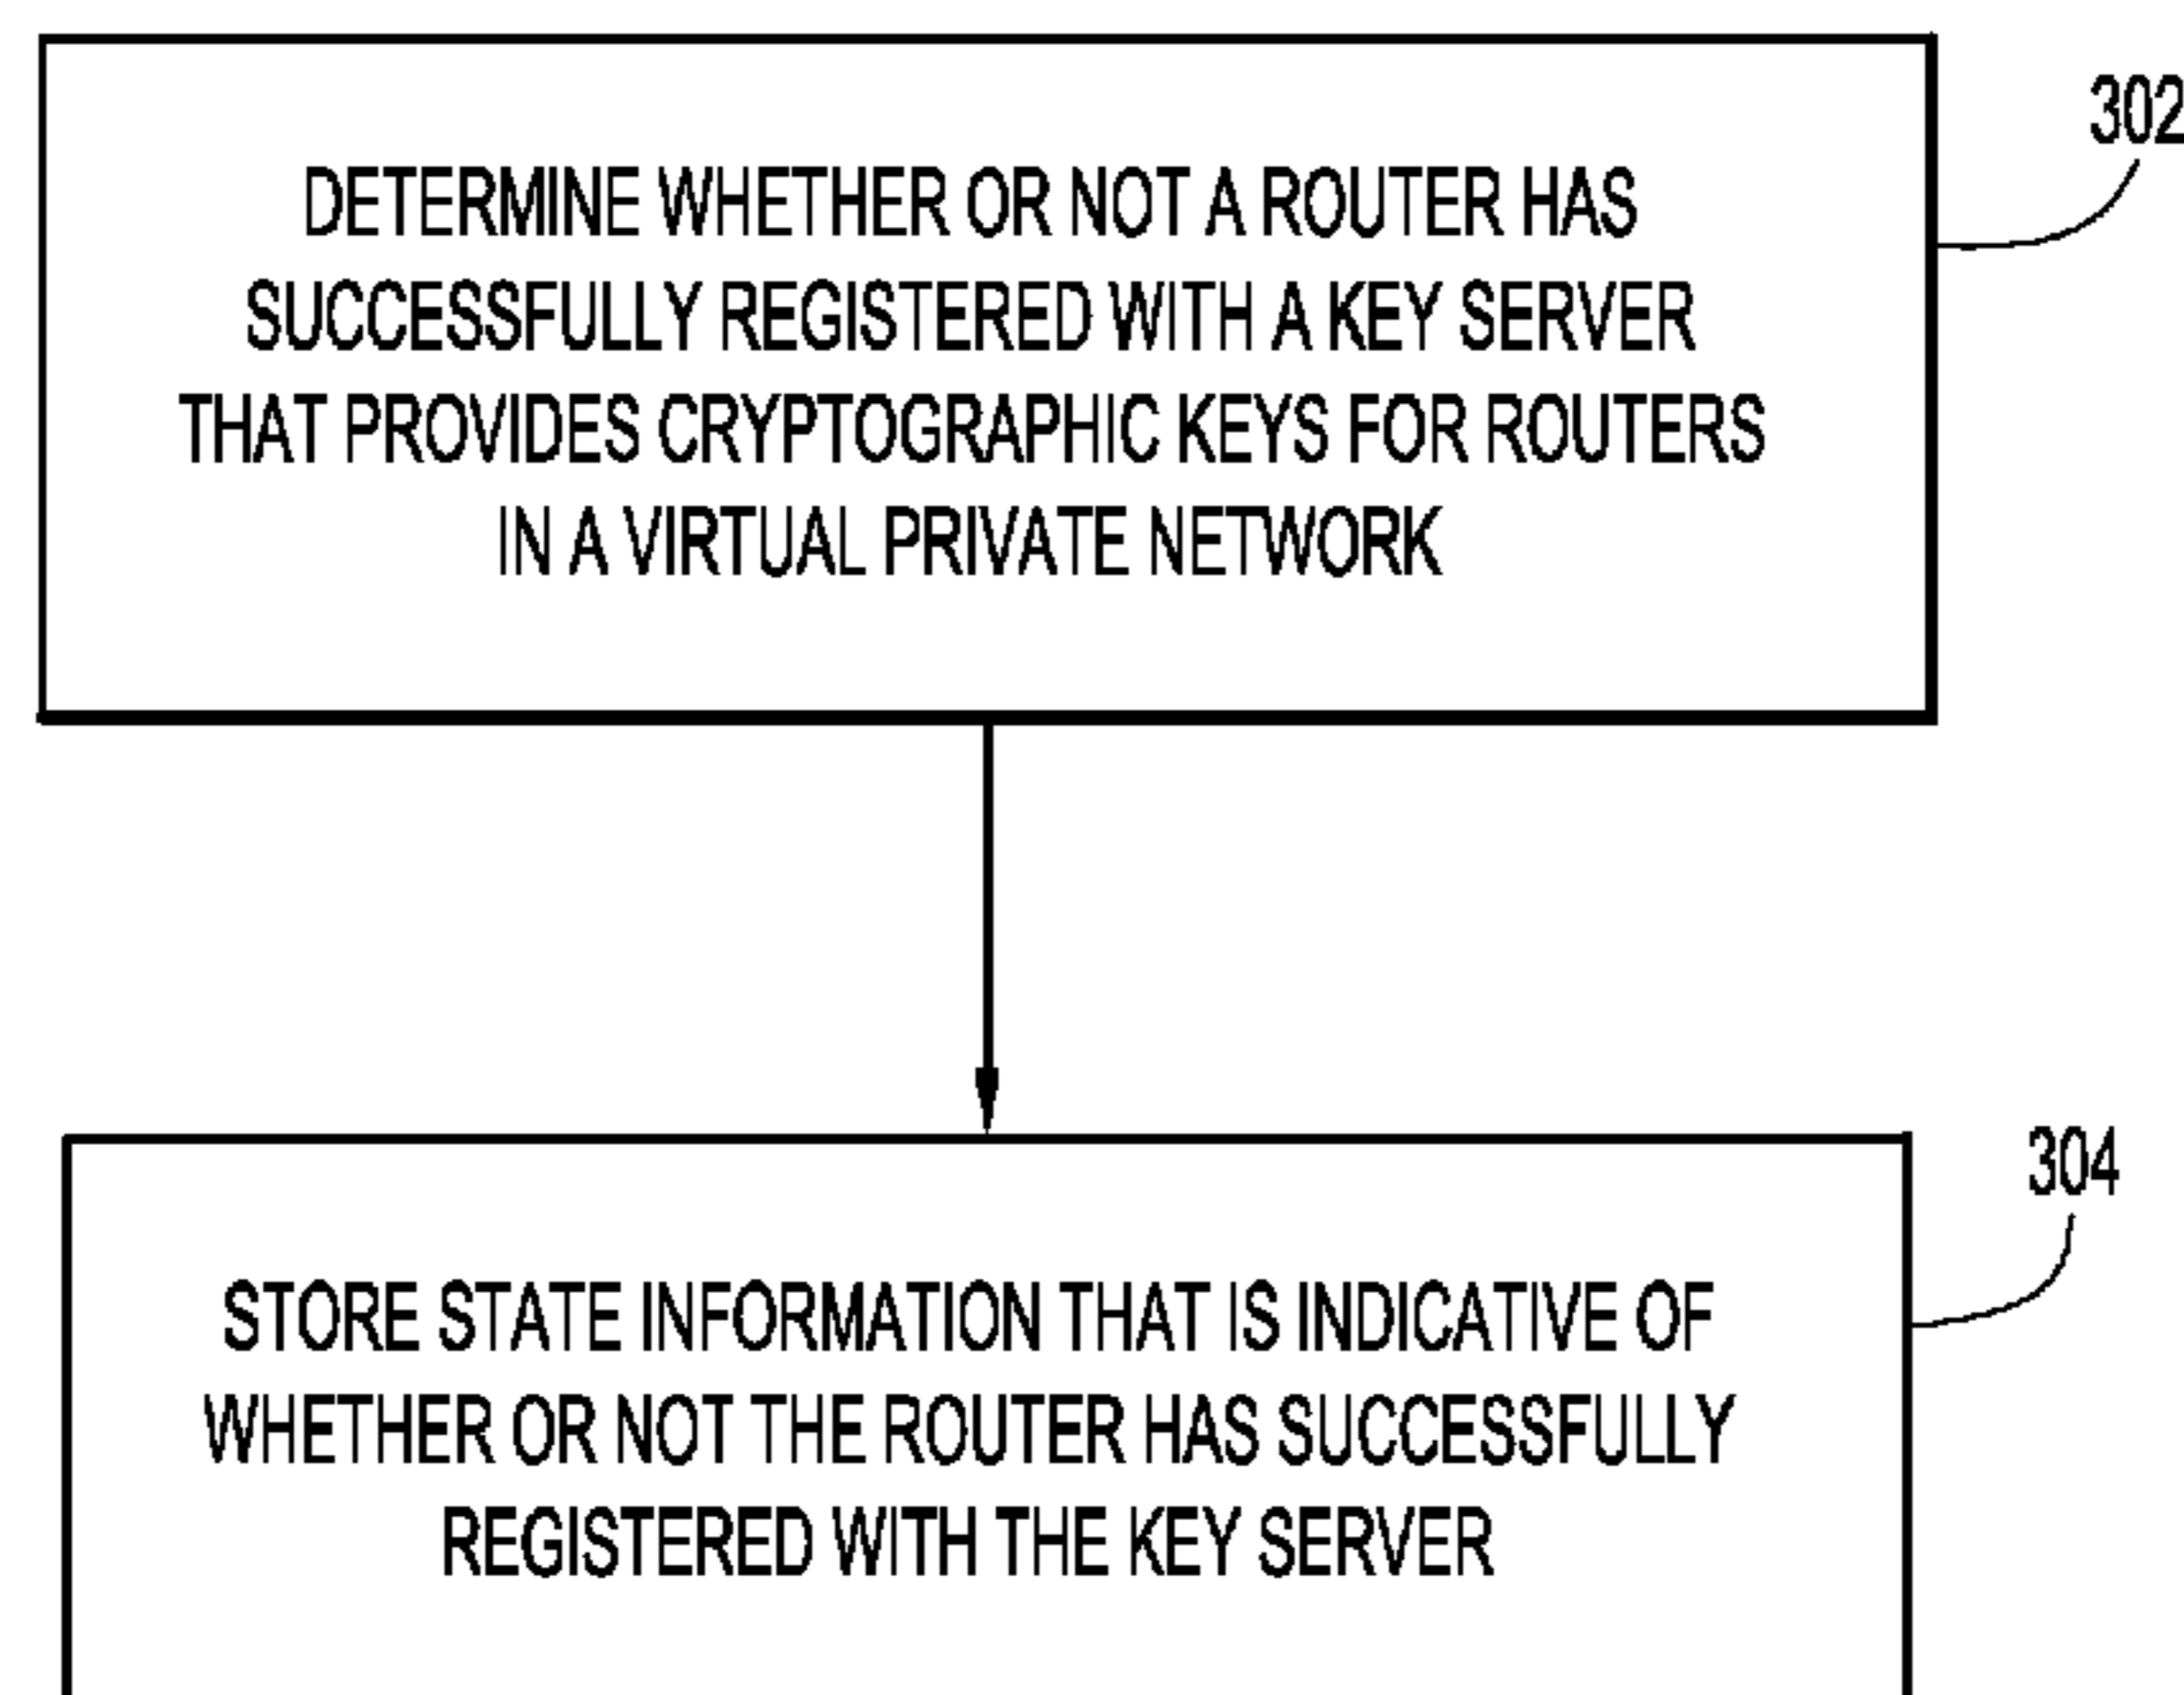 302
DETERMINE WHETHER OR NOT A ROUTER HAS
SUCCESSFULLY REGISTERED WITH A KEY SERVER
THAT PROVIDES CRYPTOGRAPHIC KEYS FOR ROUTERS
IN A VIRTUAL PRIVATE NETWORK
304
STORE STATE INFORMATION THAT IS INDICATIVE OF
WHETHER OR NOT THE ROUTER HAS SUCCESSFULLY
REGISTERED WITH THE KEY SERVER